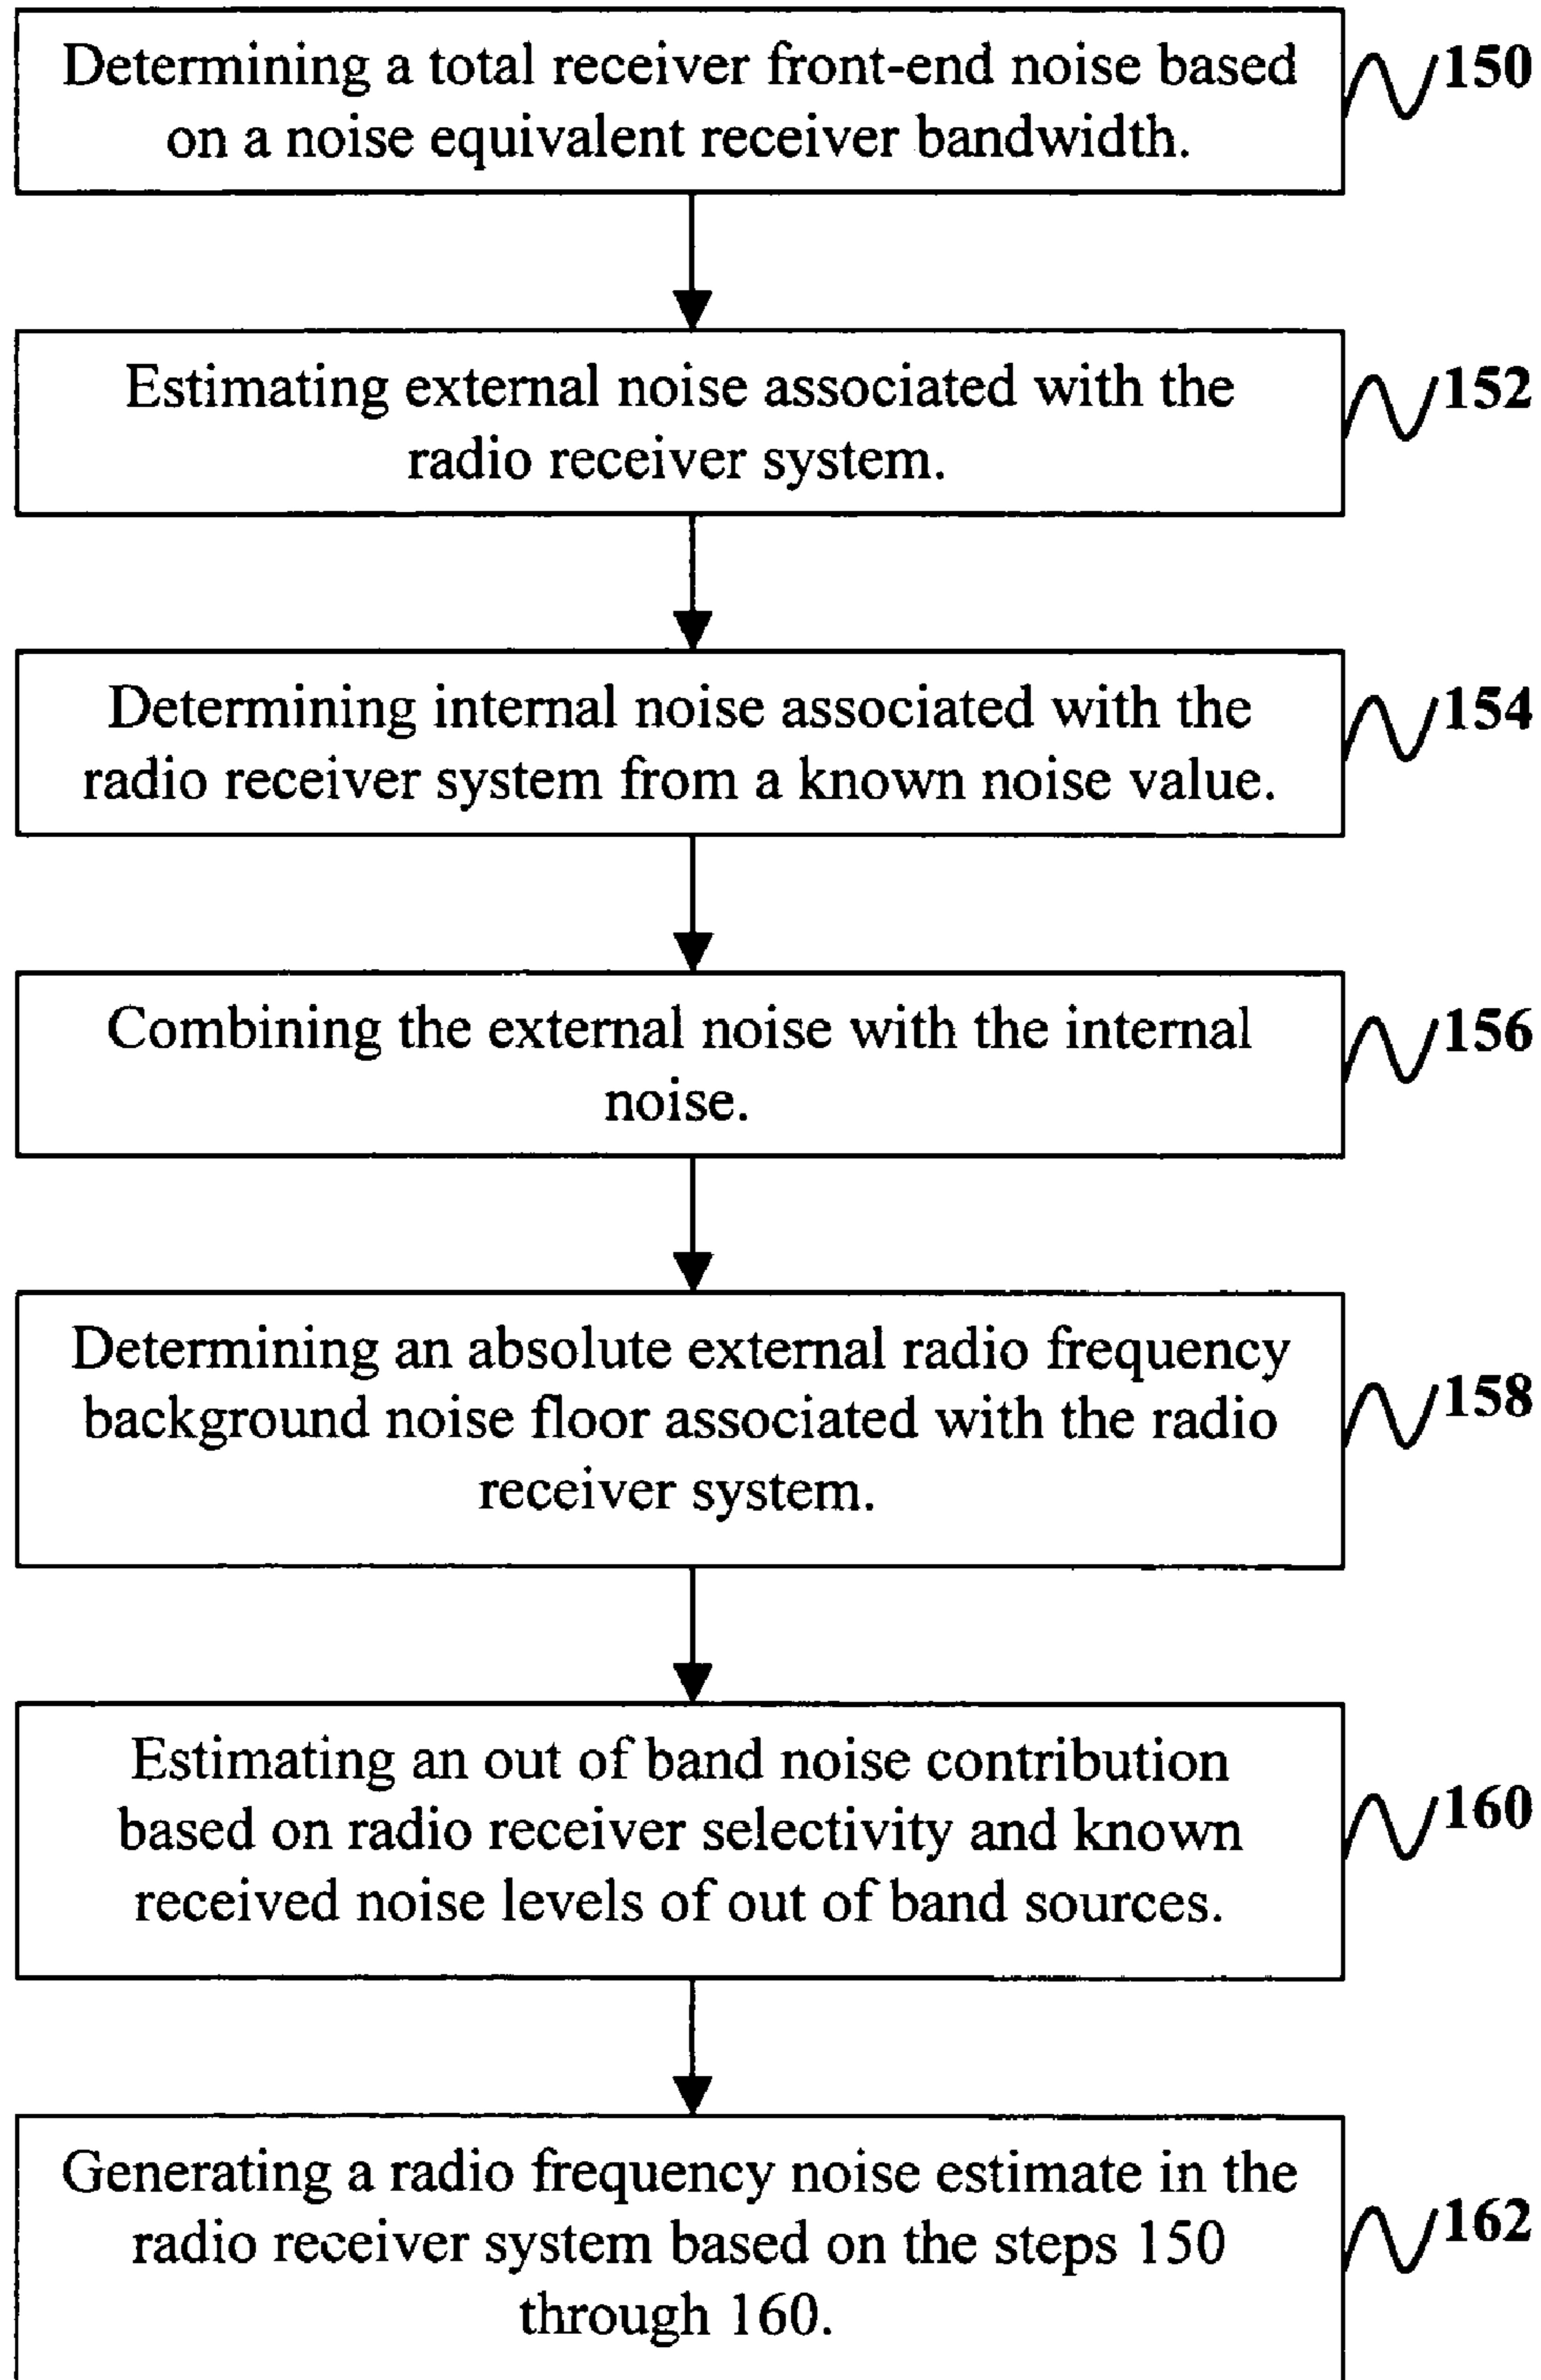 Determining a total receiver front-end noise based
on a noise equivalent receiver bandwidth.
150
Estimating external noise associated with the
radio receiver system.
152
Determining internal noise associated with the
radio receiver system from a known noise value.
154
Combining the external noise with the internal
noise.
156
Determining an absolute external radio frequency
background noise floor associated with the radio
receiver system.
158
Estimating an out of band noise contribution
based on radio receiver selectivity and known
received noise levels of out of band sources.
160
Generating a radio frequency noise estimate in the
radio receiver system based on the steps 150
through 160.
162